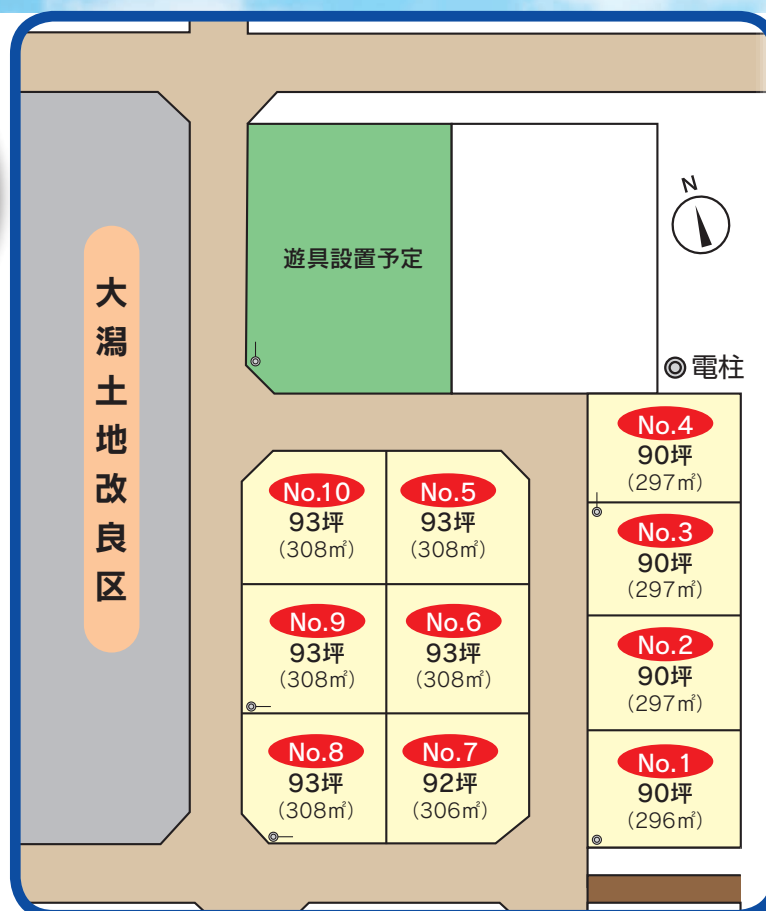 N
遊具設置予定
大潟土地改良区
電柱
No.4
90坪
(297㎡)
No.3
90坪
(297㎡)
No.2
90坪
(297㎡)
No.1
90坪
(296㎡)
No.10
93坪
(308㎡)
No.5
93坪
(308㎡)
No.9
93坪
(308㎡)
No.6
93坪
(308㎡)
No.8
93坪
(308㎡)
No.7
92坪
(306㎡)